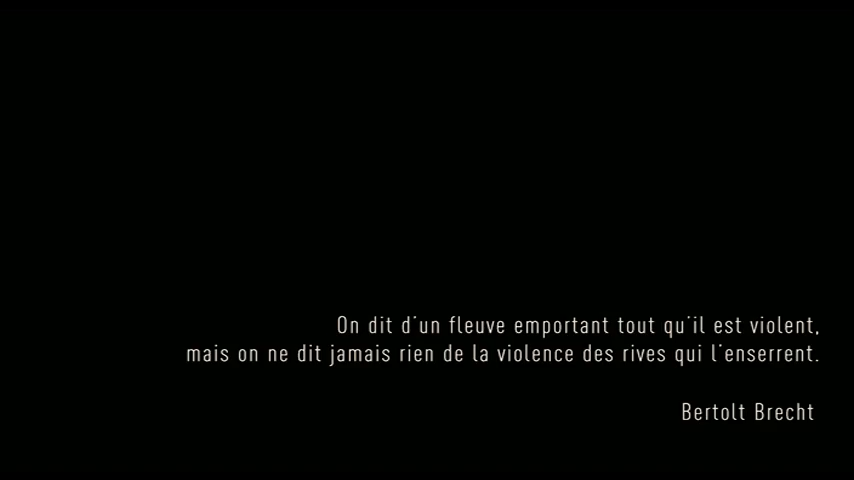 On dit d'un fleuve emportant tout qu'il est violent,
mais on ne dit jamais rien de la violence des rives qui l'enserrent.
Bertolt Brecht